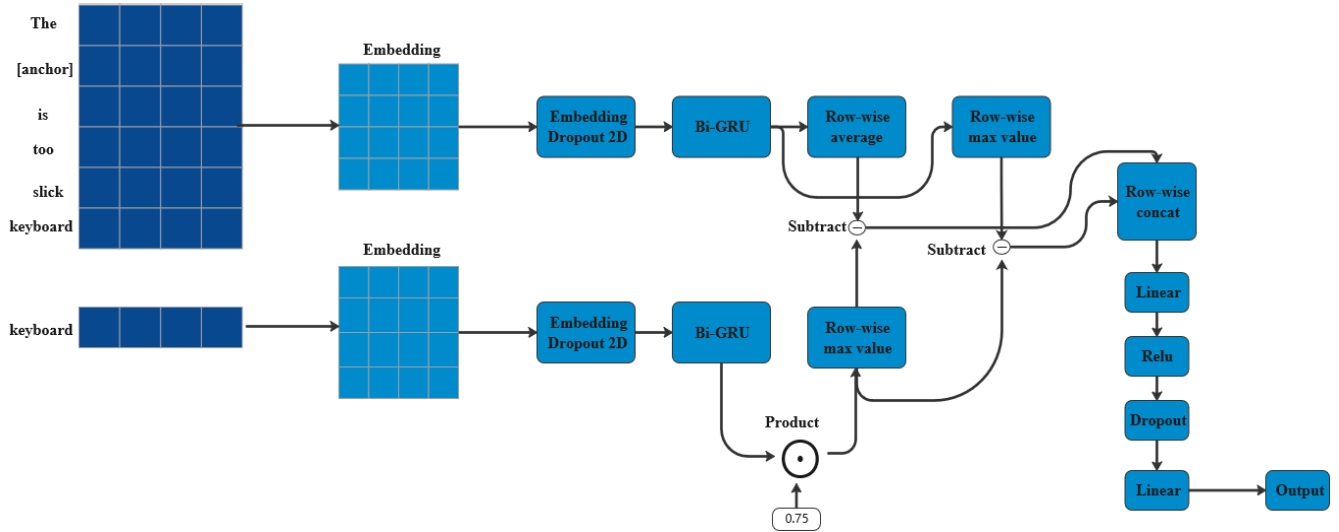 The
[anchor]
is
too
slick
keyboard
Embedding
Embedding
Dropout 2D
Bi-GRU
Row-wise
average
Row-wise
max value
Row-wise
concat
Subtract
Subtract
keyboard
Embedding
Embedding
Dropout 2D
Bi-GRU
Row-wise
max value
Product
0.75
Linear
Relu
Dropout
Linear
Output